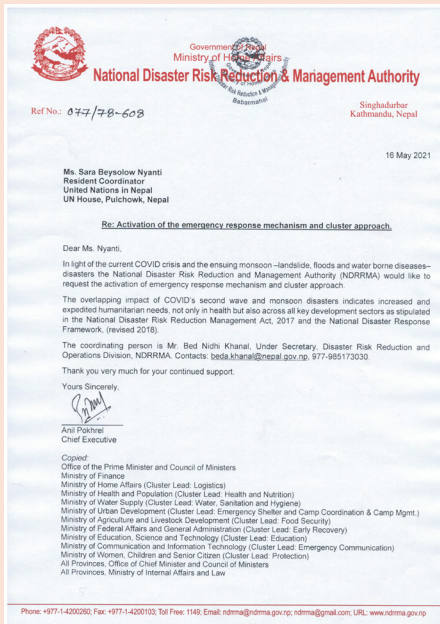 Government of Nepal
Ministry of Home Affairs
National Disaster Risk Reduction & Management Authority
Babarmahal
Ref No.: 077/78-608
Singhadurbar
Kathmandu, Nepal
16 May 2021
Ms. Sara Beysolow Nyanti
Resident Coordinator
United Nations in Nepal
UN House, Pulchowk, Nepal
Re: Activation of the emergency response mechanism and cluster approach.
Dear Ms. Nyanti,
In light of the current COVID crisis and the ensuing monsoon –landslide, floods and water borne diseases–
disasters the National Disaster Risk Reduction and Management Authority (NDRRMA) would like to
request the activation of emergency response mechanism and cluster approach.
The overlapping impact of COVID's second wave and monsoon disasters indicates increased and
expedited humanitarian needs, not only in health but also across all key development sectors as stipulated
in the National Disaster Risk Reduction Management Act, 2017 and the National Disaster Response
Framework, (revised 2018).
The coordinating person is Mr. Bed Nidhi Khanal, Under Secretary, Disaster Risk Reduction and
Operations Division, NDRRMA. Contacts: beda.khanal@nepal.gov.np, 977-985173030.
Thank you very much for your continued support.
Yours Sincerely,
Anil Pokhrel
Chief Executive
Copied:
Office of the Prime Minister and Council of Ministers
Ministry of Finance
Ministry of Home Affairs (Cluster Lead: Logistics)
Ministry of Health and Population (Cluster Lead: Health and Nutrition)
Ministry of Water Supply (Cluster Lead: Water, Sanitation and Hygiene)
Ministry of Urban Development (Cluster Lead: Emergency Shelter and Camp Coordination & Camp Mgmt.)
Ministry of Agriculture and Livestock Development (Cluster Lead: Food Security)
Ministry of Federal Affairs and General Administration (Cluster Lead: Early Recovery)
Ministry of Education, Science and Technology (Cluster Lead: Education)
Ministry of Communication and Information Technology (Cluster Lead: Emergency Communication)
Ministry of Women, Children and Senior Citizen (Cluster Lead: Protection)
All Provinces, Office of Chief Minister and Council of Ministers
All Provinces, Ministry of Internal Affairs and Law
Phone: +977-1-4200260; Fax: +977-1-4200103; Toll Free: 1149; Email: ndrrma@ndrrma.gov.np; ndrrma@gmail.com; URL: www.ndrrma.gov.np